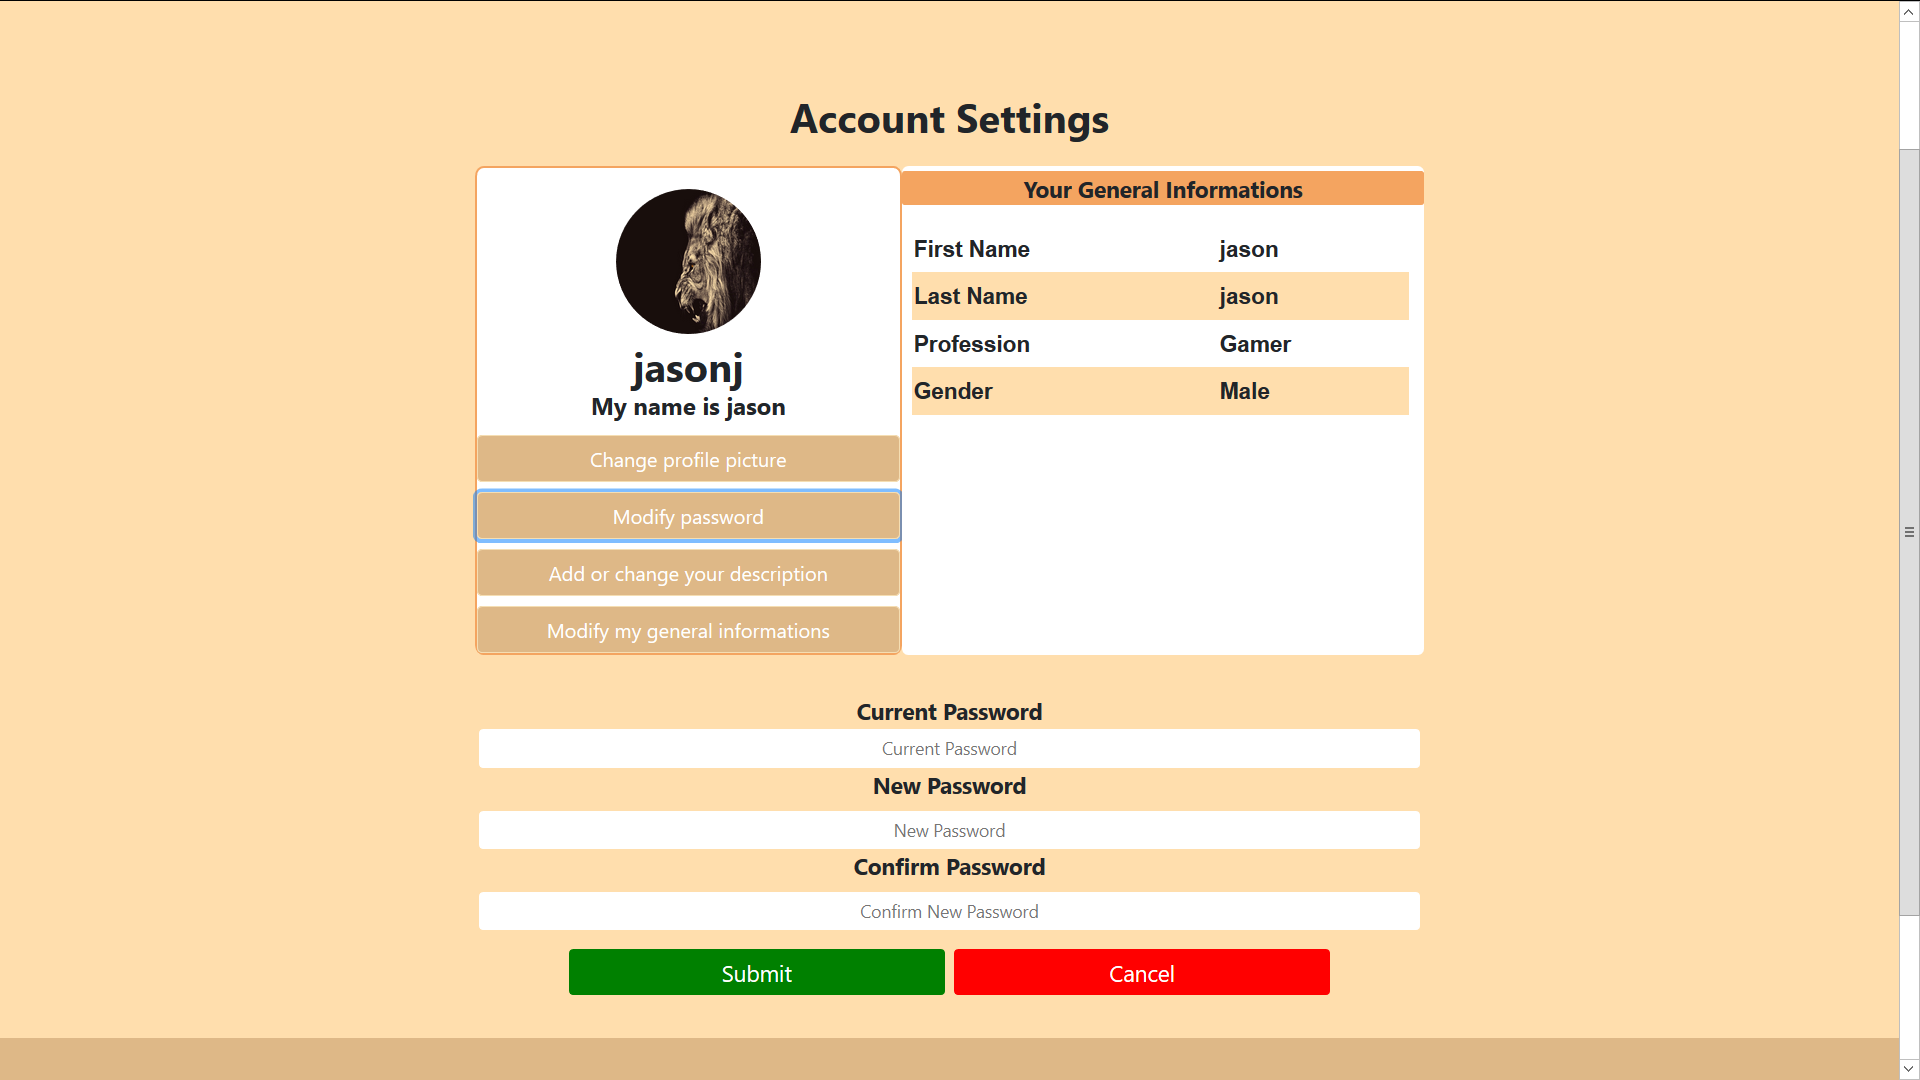 Account Settings
jasonj
My name is jason
Change profile picture
Modify password
Add or change your description
Modify my general informations
Your General Informations
First Name jason
Last Name jason
Profession Gamer
Gender Male
Current Password
Current Password
New Password
New Password
Confirm Password
Confirm New Password
Submit Cancel